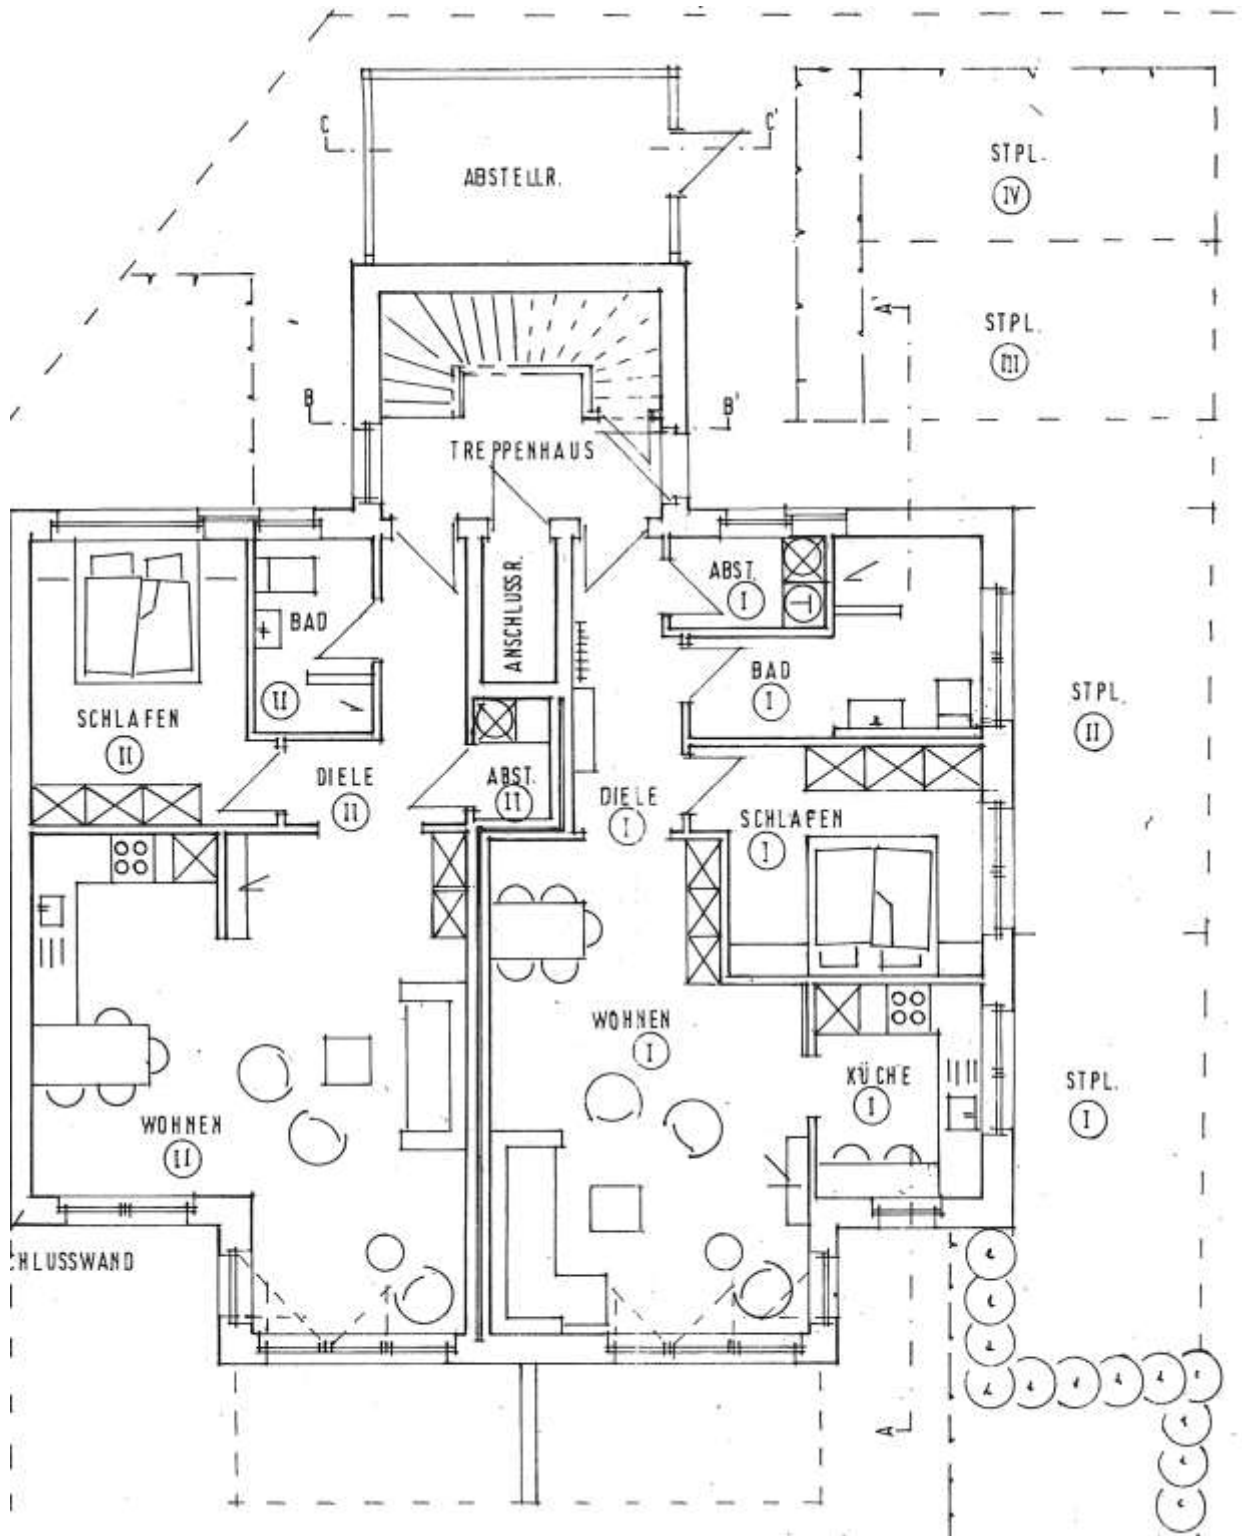 C C'
ABSTELLR.
STPL.
IV
A'
STPL.
III
B B'
TREPPENHAUS
ANSCHLUSSR.
ABST.
I
BAD
II
BAD
I
SCHLAFEN
II
STPL.
II
DIELE
II
ABST.
II
DIELE
I
SCHLAFEN
I
WOHNEN
I
KÜCHE
I
STPL.
I
WOHNEN
II
CHLUSSWAND
A